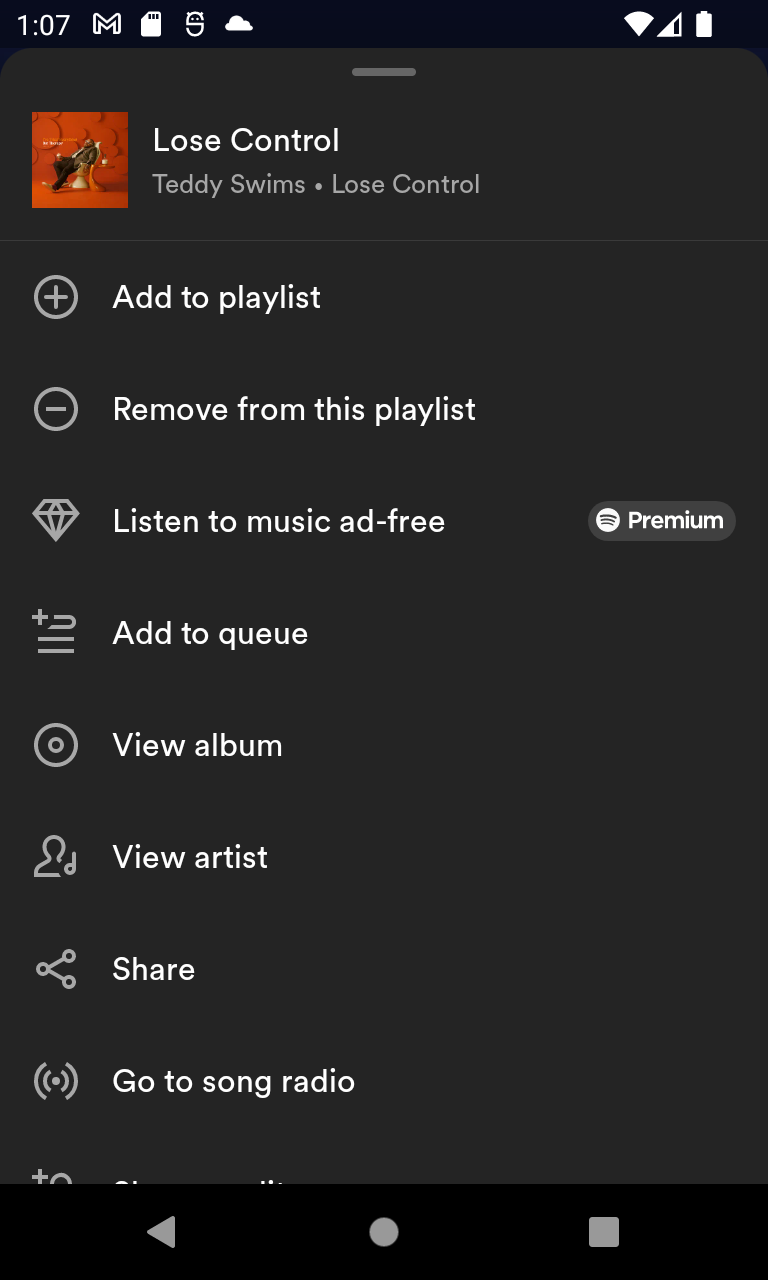 1:07
Lose Control
Teddy Swims • Lose Control
Add to playlist
Remove from this playlist
Listen to music ad-free
Premium
Add to queue
View album
View artist
Share
Go to song radio